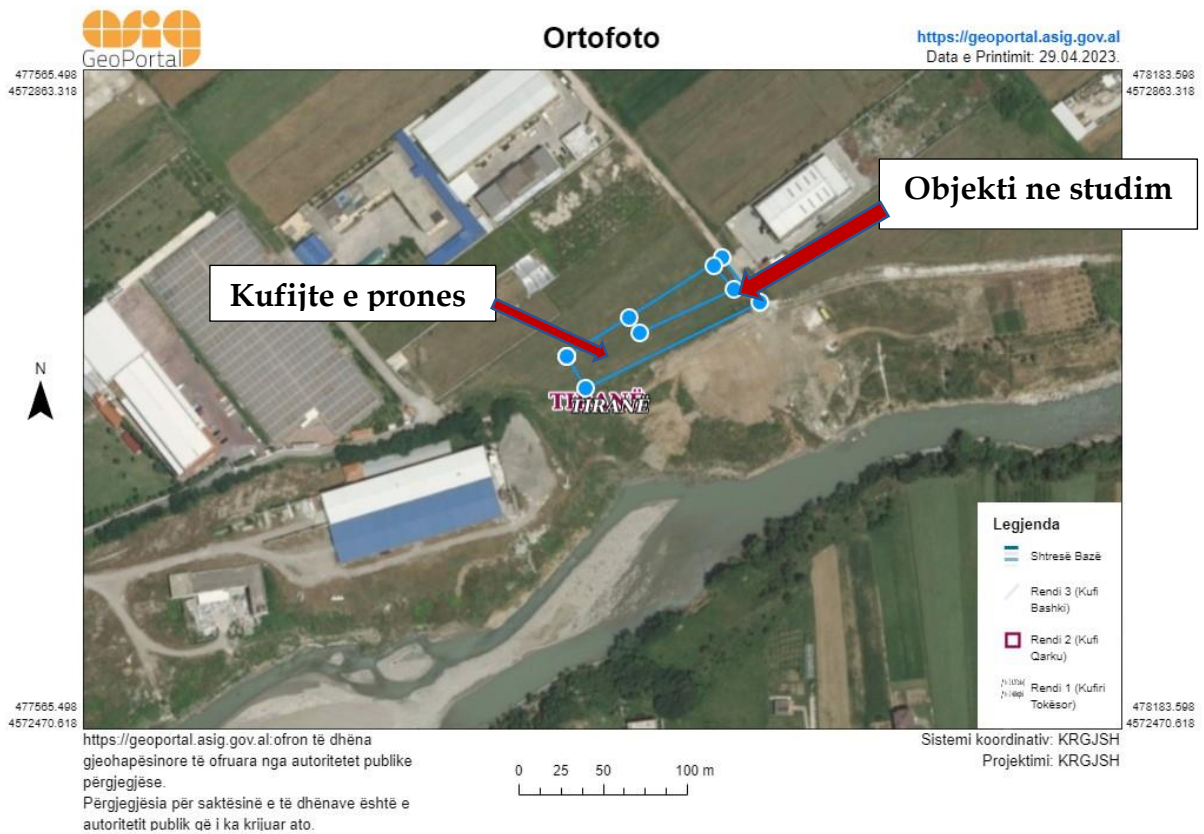 asig
GeoPortal
Ortofoto
https://geoportal.asig.gov.al
Data e Printimit: 29.04.2023.
477565.498
4572863.318
478183.598
4572863.318
Objekti ne studim
Kufijte e prones
N
TIRANË
TIRANË
Legjenda
Shtresë Bazë
Rendi 3 (Kufi
Bashki)
Rendi 2 (Kufi
Qarku)
Rendi 1 (Kufiri
Tokësor)
477565.498
4572470.618
478183.598
4572470.618
https://geoportal.asig.gov.al:ofron të dhëna
gjeohapësinore të ofruara nga autoritetet publike
përgjegjëse.
Përgjegjësia për saktësinë e të dhënave është e
autoritetit publik që i ka krijuar ato.
0 25 50 100 m
Sistemi koordinativ: KRGJSH
Projektimi: KRGJSH